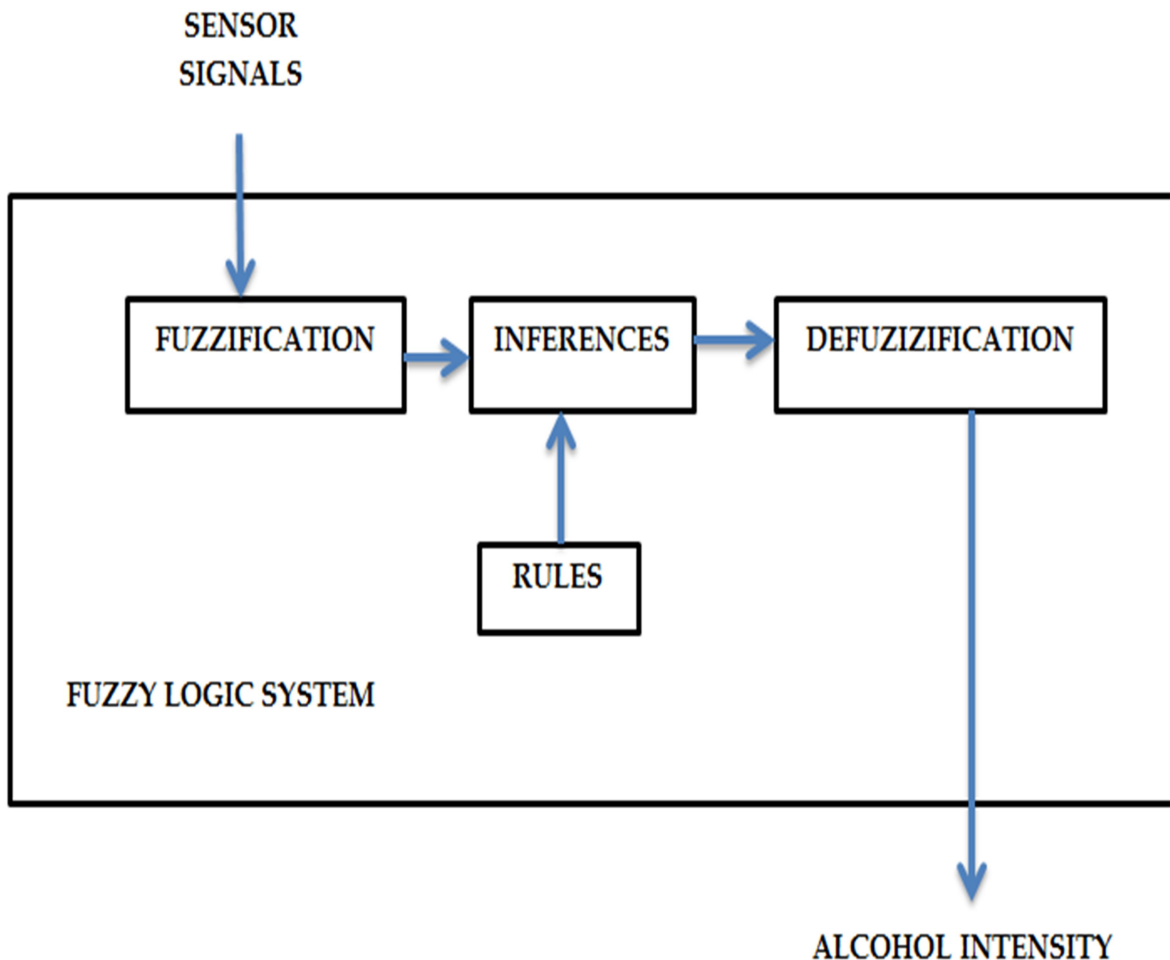 SENSOR
SIGNALS
FUZZIFICATION
INFERENCES
DEFUZIZIFICATION
RULES
FUZZY LOGIC SYSTEM
ALCOHOL INTENSITY